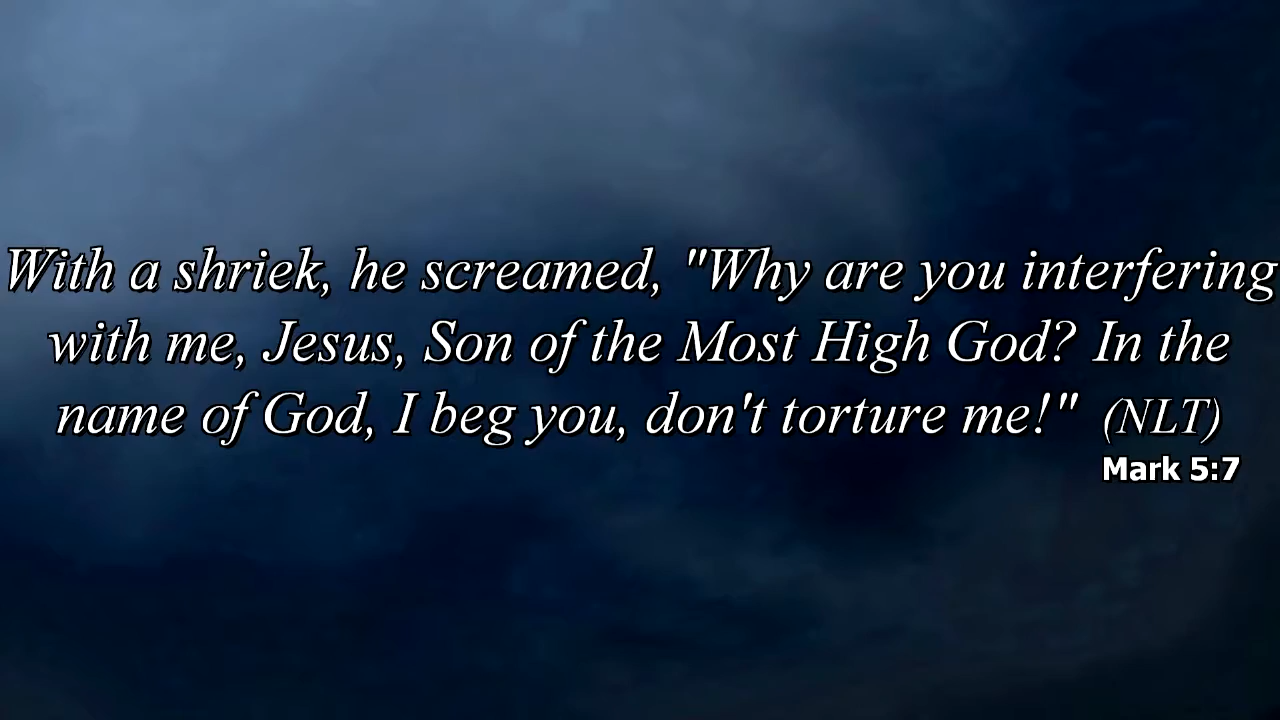 With a shriek, he screamed, "Why are you interfering
with me, Jesus, Son of the Most High God? In the
name of God, I beg you, don't torture me!" (NLT)
Mark 5:7